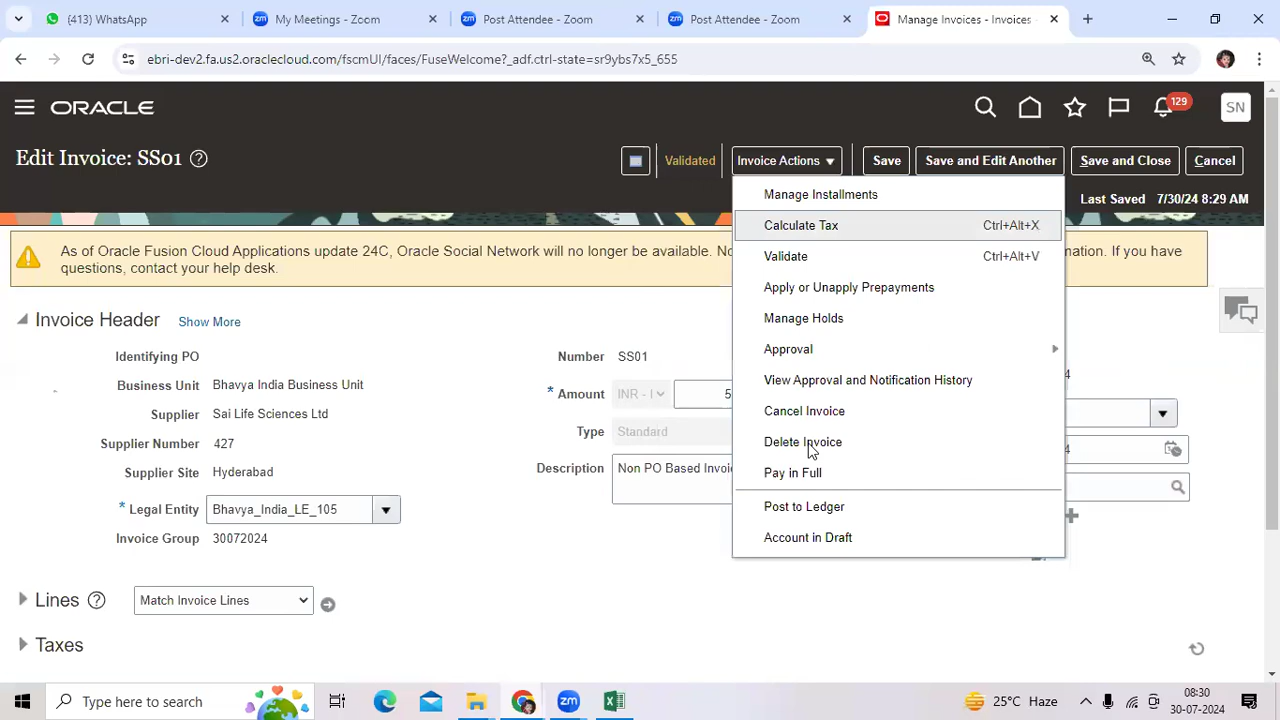 (413) WhatsApp
My Meetings - Zoom
Post Attendee - Zoom
Post Attendee - Zoom
Manage Invoices - Invoices
ebri-dev2.fa.us2.oraclecloud.com/fscmUI/faces/FuseWelcome?_adf.ctrl-state=sr9ybs7x5_655
ORACLE
129
SN
Edit Invoice: SS01
Validated
Invoice Actions
Save
Save and Edit Another
Save and Close
Cancel
Last Saved 7/30/24 8:29 AM
Manage Installments
Calculate Tax Ctrl+Alt+X
Validate Ctrl+Alt+V
Apply or Unapply Prepayments
Manage Holds
Approval
View Approval and Notification History
Cancel Invoice
Delete Invoice
Pay in Full
Post to Ledger
Account in Draft
As of Oracle Fusion Cloud Applications update 24C, Oracle Social Network will no longer be available.
If you have
questions, contact your help desk.
Invoice Header Show More
Identifying PO
Business Unit Bhavya India Business Unit
Supplier Sai Life Sciences Ltd
Supplier Number 427
Supplier Site Hyderabad
* Legal Entity Bhavya_India_LE_105
Invoice Group 30072024
Number SS01
* Amount INR - I 5
Type Standard
Description Non PO Based Invoi
4
4
Lines Match Invoice Lines
Taxes
Type here to search
25°C Haze
08:30
30-07-2024